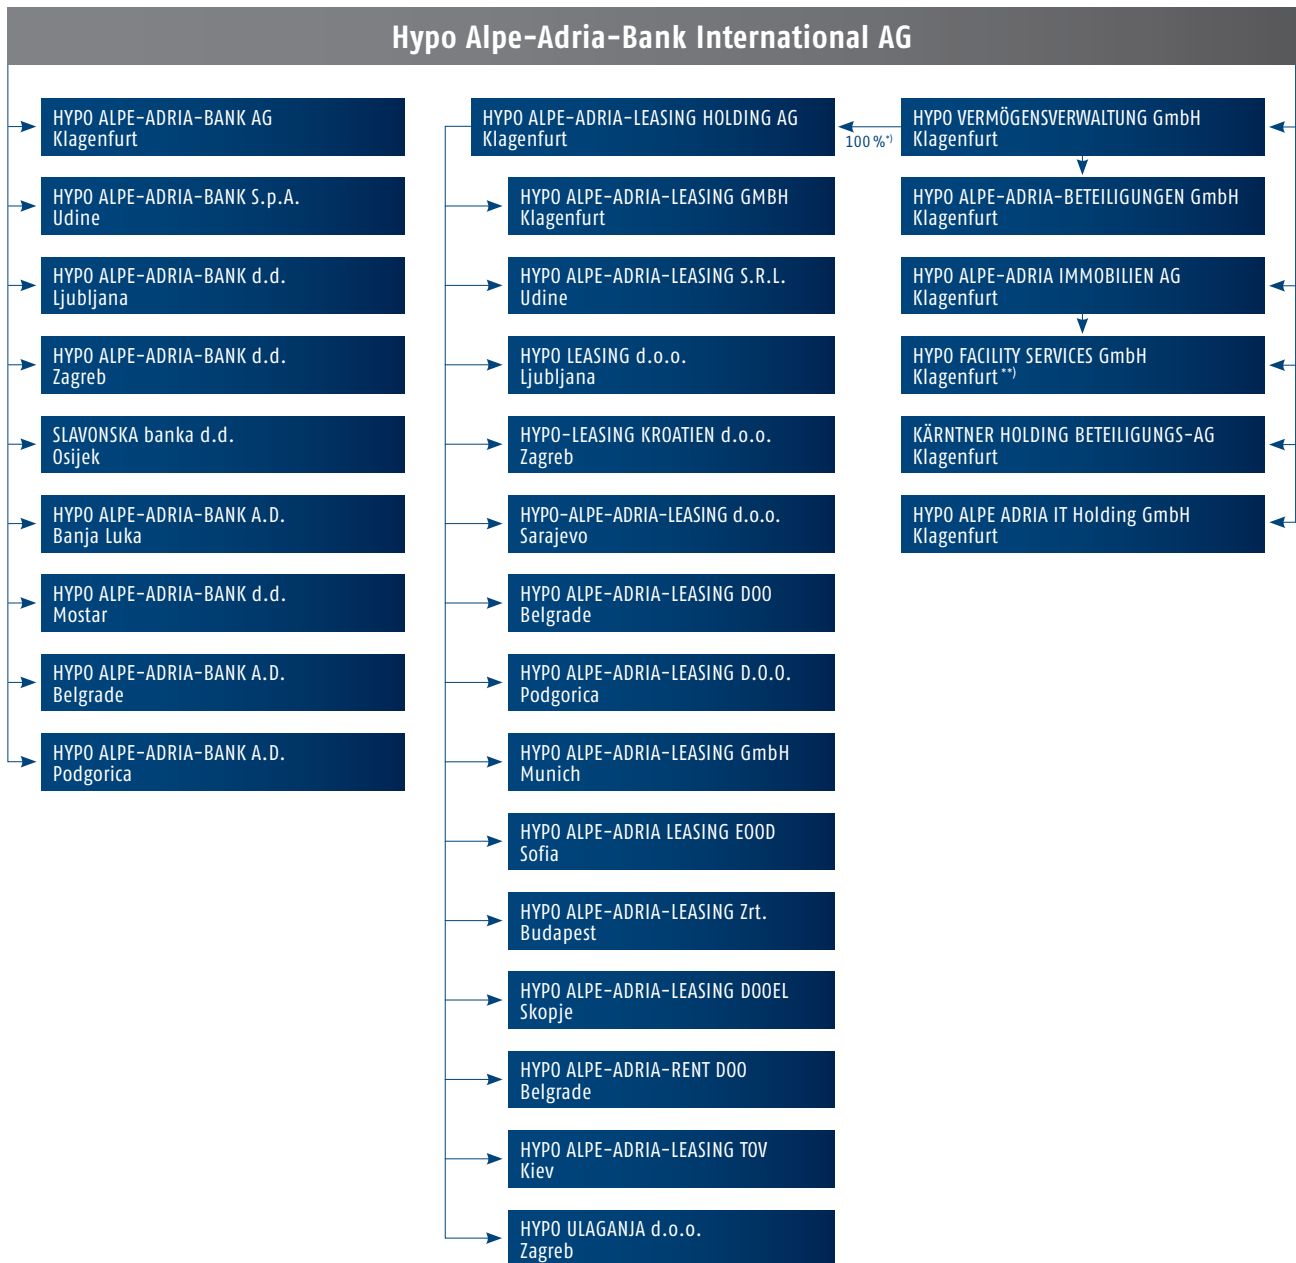 Hypo Alpe-Adria-Bank International AG
HYPO ALPE-ADRIA-BANK AG
Klagenfurt
HYPO ALPE-ADRIA-BANK S.p.A.
Udine
HYPO ALPE-ADRIA-BANK d.d.
Ljubljana
HYPO ALPE-ADRIA-BANK d.d.
Zagreb
SLAVONSKA banka d.d.
Osijek
HYPO ALPE-ADRIA-BANK A.D.
Banja Luka
HYPO ALPE-ADRIA-BANK d.d.
Mostar
HYPO ALPE-ADRIA-BANK A.D.
Belgrade
HYPO ALPE-ADRIA-BANK A.D.
Podgorica
HYPO ALPE-ADRIA-LEASING HOLDING AG
Klagenfurt
HYPO ALPE-ADRIA-LEASING GMBH
Klagenfurt
HYPO ALPE-ADRIA-LEASING S.R.L.
Udine
HYPO LEASING d.o.o.
Ljubljana
HYPO-LEASING KROATIEN d.o.o.
Zagreb
HYPO-ALPE-ADRIA-LEASING d.o.o.
Sarajevo
HYPO ALPE-ADRIA-LEASING DOO
Belgrade
HYPO ALPE-ADRIA-LEASING D.O.O.
Podgorica
HYPO ALPE-ADRIA-LEASING GmbH
Munich
HYPO ALPE-ADRIA LEASING EOOD
Sofia
HYPO ALPE-ADRIA-LEASING Zrt.
Budapest
HYPO ALPE-ADRIA-LEASING DOOEL
Skopje
HYPO ALPE-ADRIA-RENT DOO
Belgrade
HYPO ALPE-ADRIA-LEASING TOV
Kiev
HYPO ULAGANJA d.o.o.
Zagreb
100 %*)
HYPO VERMÖGENSVERWALTUNG GmbH
Klagenfurt
HYPO ALPE-ADRIA-BETEILIGUNGEN GmbH
Klagenfurt
HYPO ALPE-ADRIA IMMOBILIEN AG
Klagenfurt
HYPO FACILITY SERVICES GmbH
Klagenfurt **)
KÄRNTNER HOLDING BETEILIGUNGS-AG
Klagenfurt
HYPO ALPE ADRIA IT Holding GmbH
Klagenfurt